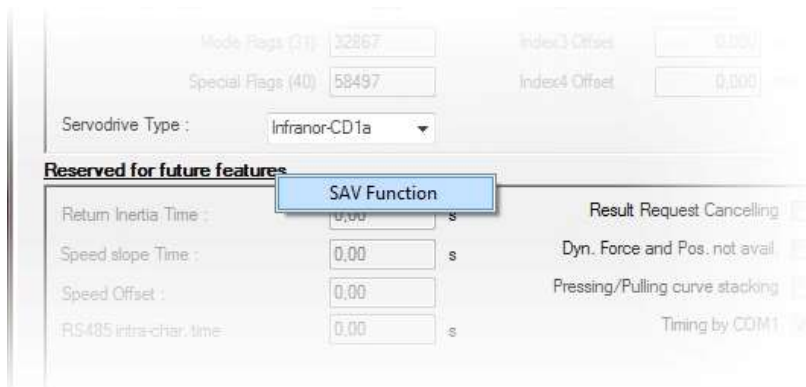 Mode Flags (31) 32867 Index3 Offset 0,000
Special Flags (40) 58497 Index4 Offset 0,000
Servodrive Type : Infranor-CD1a
Reserved for future features
SAV Function
Return Inertia Time : 0,00 s Result Request Cancelling
Speed slope Time : 0,00 s Dyn. Force and Pos. not avail.
Speed Offset : 0,00 Pressing/Pulling curve stacking
RS485 intra-char. time 0,00 s Timing by COM1